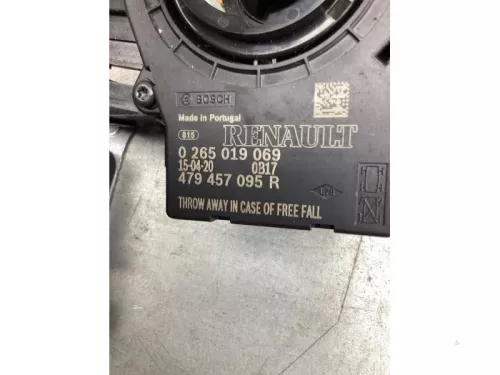 BOSCH
Made in Portugal
815
RENAULT
0 265 019 069
15-04-20 0B17
479 457 095 R
THROW AWAY IN CASE OF FREE FALL